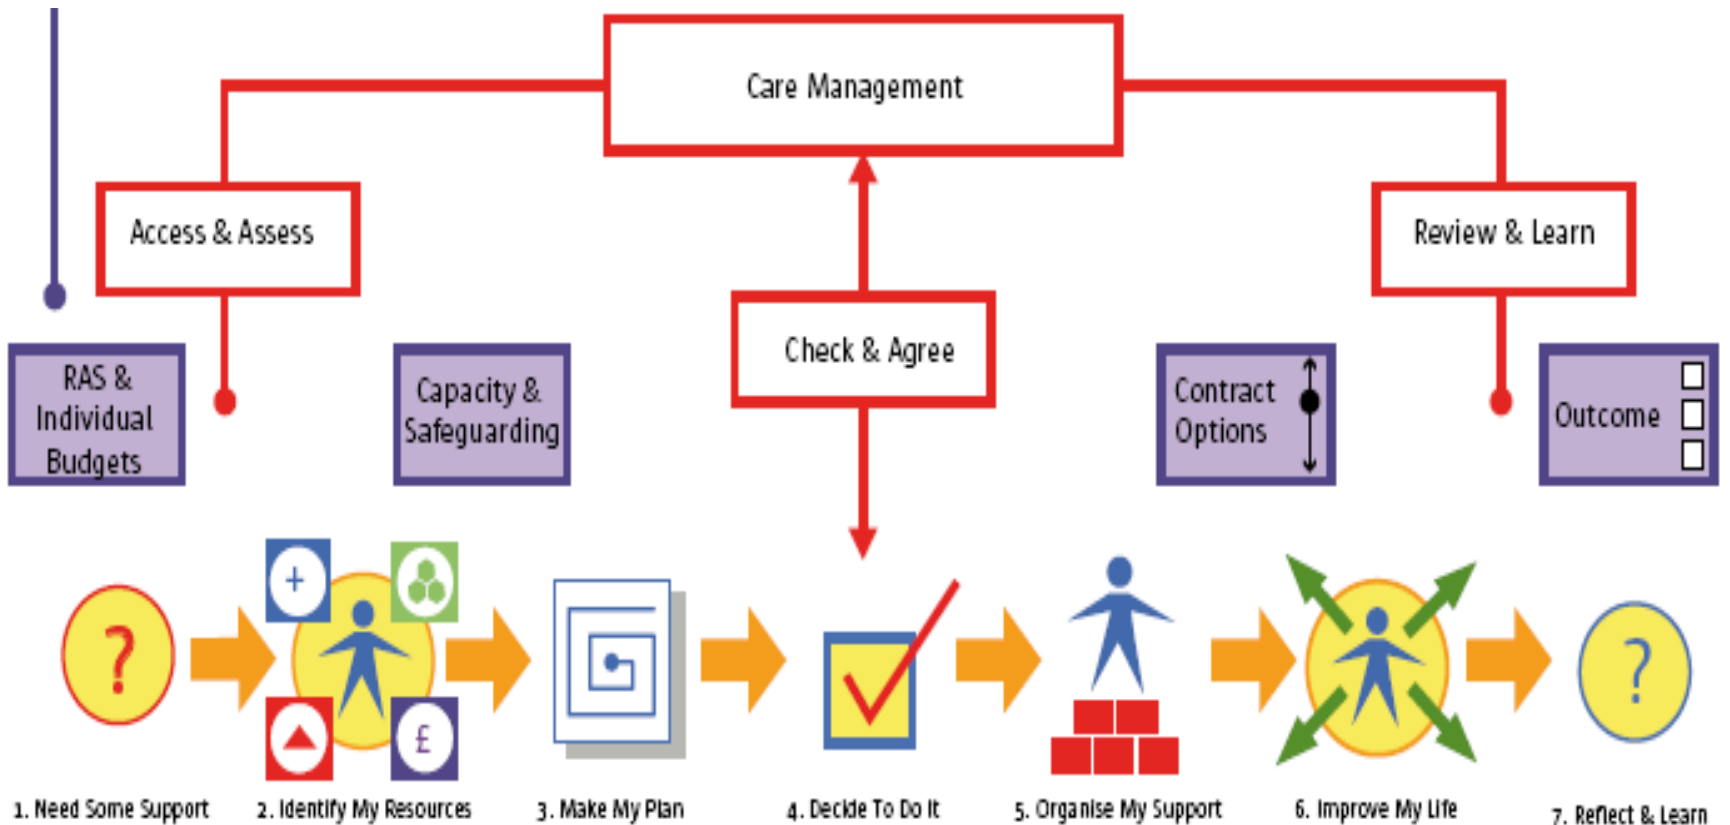 Care Management
Access & Assess
Review & Learn
Check & Agree
RAS &
Individual
Budgets
Capacity &
Safeguarding
Contract
Options
Outcome
?
+
£
?
1. Need Some Support
2. Identify My Resources
3. Make My Plan
4. Decide To Do It
5. Organise My Support
6. Improve My Life
7. Reflect & Learn